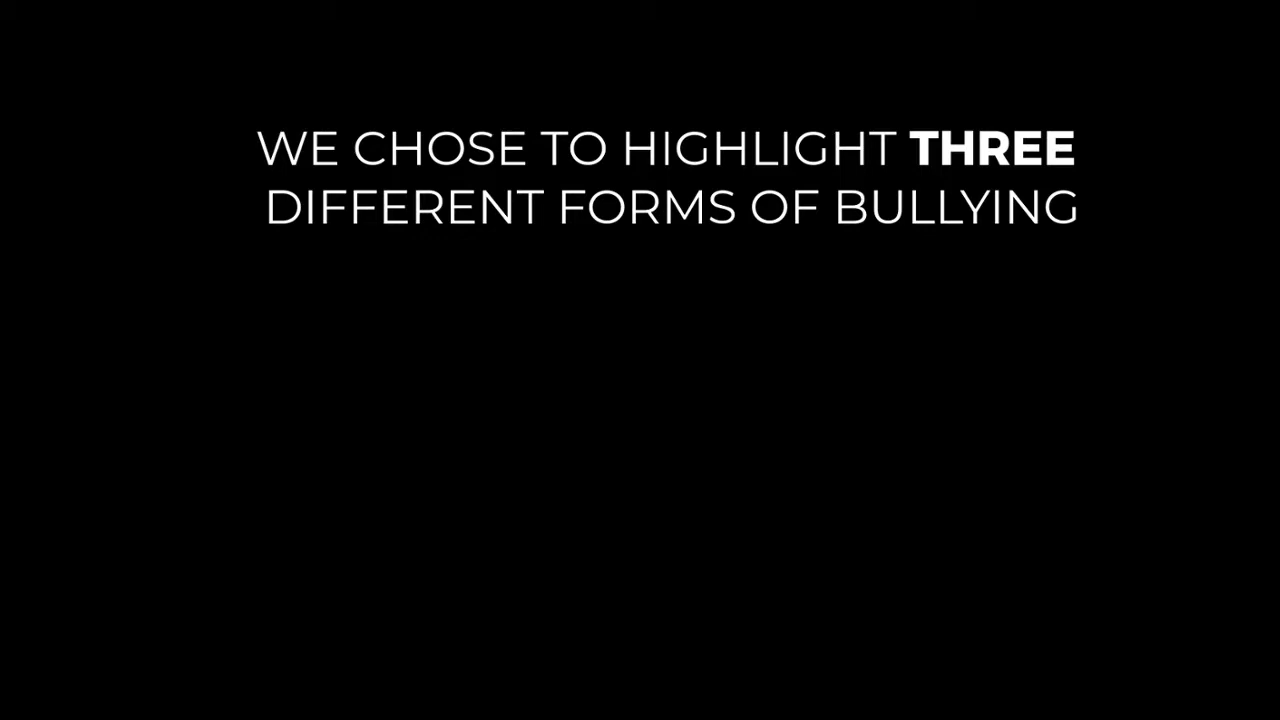 WE CHOSE TO HIGHLIGHT THREE
DIFFERENT FORMS OF BULLYING